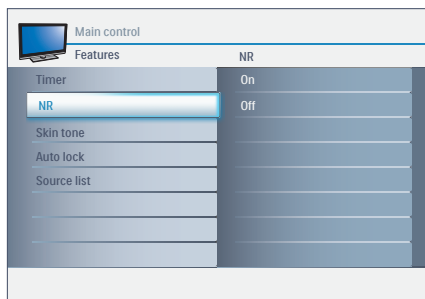 Main control
Features
NR
Timer
On
NR
Off
Skin tone
Auto lock
Source list